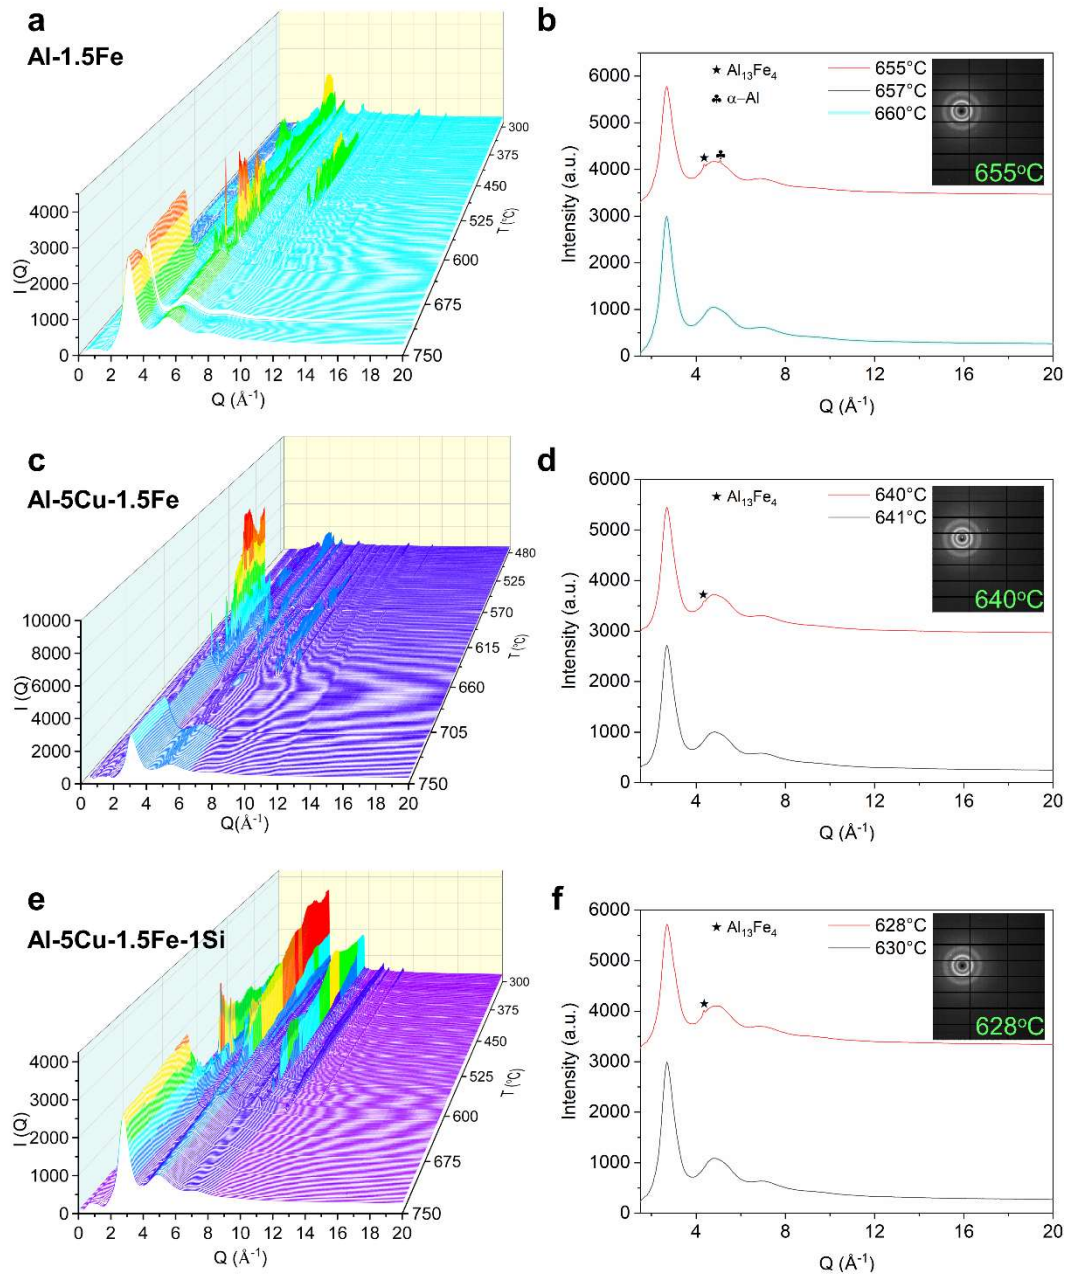 a
Al-1.5Fe
I (Q)
4000
3000
2000
1000
0
0 2 4 6 8 10 12 14 16 18 20
Q (Å⁻¹)
300
375
450
525
600
675
750
T (°C)
b
★ Al₁₃Fe₄
♣ α–Al
655°C
657°C
660°C
655°C
Intensity (a.u.)
6000
5000
4000
3000
2000
1000
0
4 8 12 16 20
Q (Å⁻¹)
c
Al-5Cu-1.5Fe
I (Q)
10000
8000
6000
4000
2000
0
0 2 4 6 8 10 12 14 16 18 20
Q(Å⁻¹)
480
525
570
615
660
705
750
T (°C)
d
★ Al₁₃Fe₄
640°C
641°C
640°C
Intensity (a.u.)
6000
5000
4000
3000
2000
1000
0
4 8 12 16 20
Q (Å⁻¹)
e
Al-5Cu-1.5Fe-1Si
I (Q)
4000
3000
2000
1000
0
0 2 4 6 8 10 12 14 16 18 20
Q (Å⁻¹)
300
375
450
525
600
675
750
T (°C)
f
★ Al₁₃Fe₄
628°C
630°C
628°C
Intensity (a.u.)
6000
5000
4000
3000
2000
1000
0
4 8 12 16 20
Q (Å⁻¹)